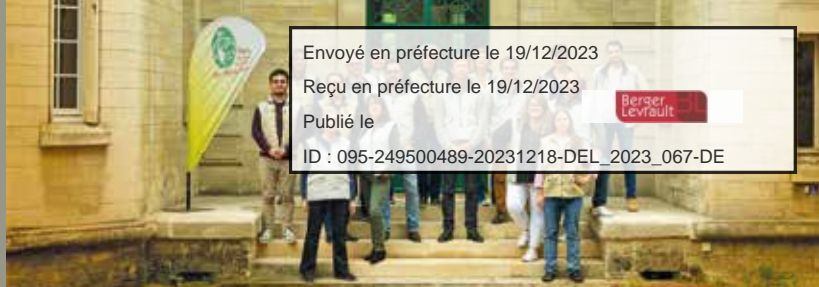 Envoyé en préfecture le 19/12/2023
Reçu en préfecture le 19/12/2023
Publié le
Berger
Levrault
ID : 095-249500489-20231218-DEL_2023_067-DE